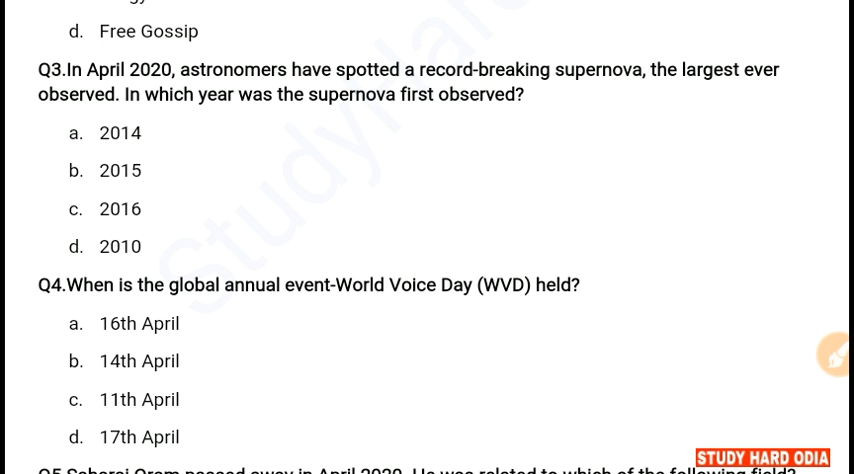 d. Free Gossip
Q3.In April 2020, astronomers have spotted a record-breaking supernova, the largest ever
observed. In which year was the supernova first observed?
a. 2014
b. 2015
c. 2016
d. 2010
Q4.When is the global annual event-World Voice Day (WVD) held?
a. 16th April
b. 14th April
c. 11th April
d. 17th April
STUDY HARD ODIA